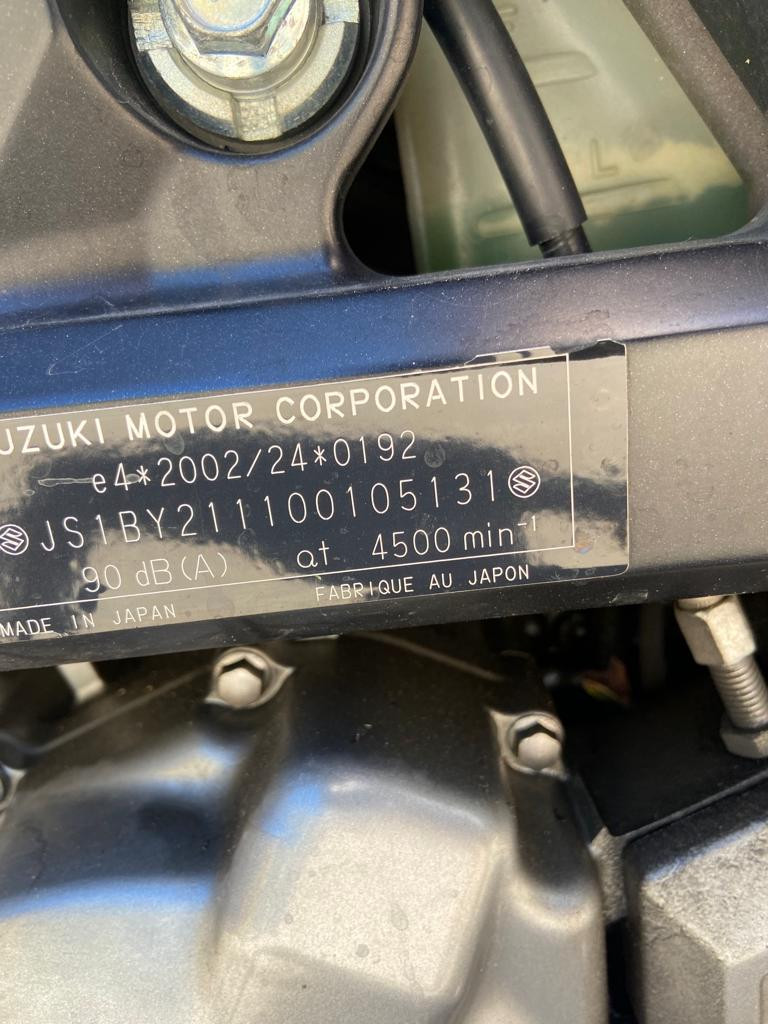 L
UZUKI MOTOR CORPORATION
e4*2002/24*0192
JS1BY211100105131
90 dB(A) at 4500 min-1
MADE IN JAPAN FABRIQUE AU JAPON